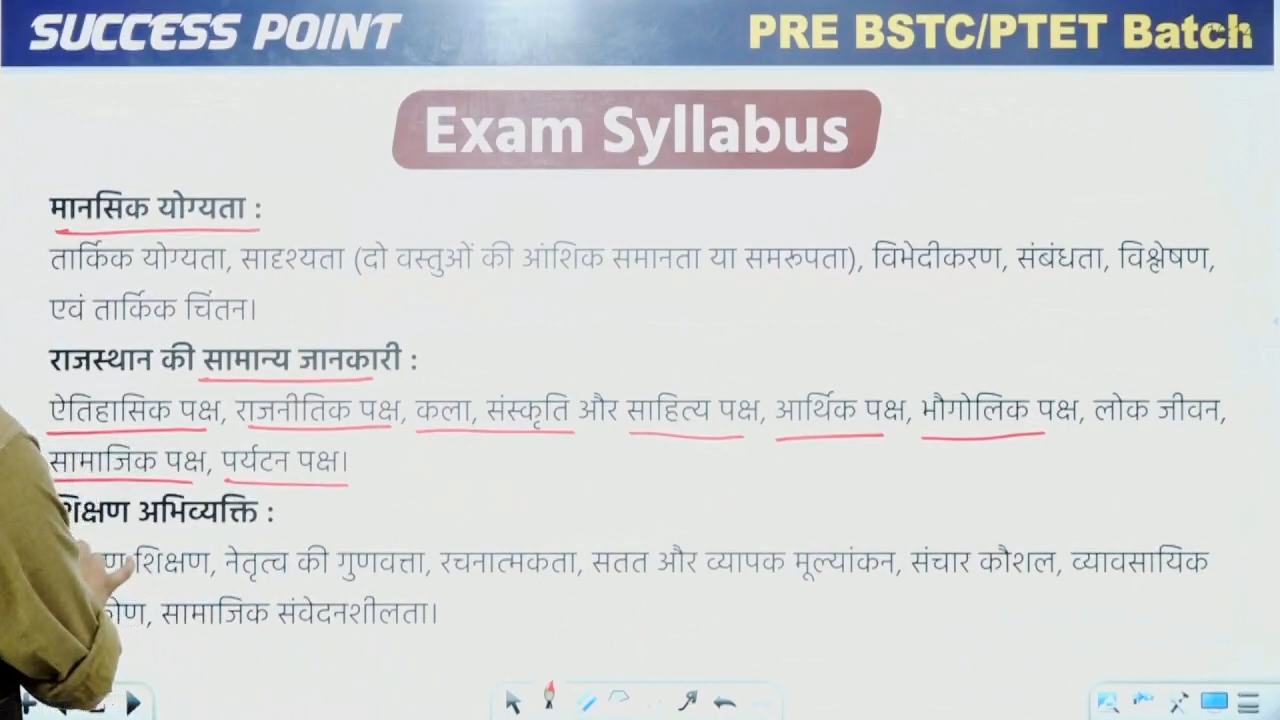 SUCCESS POINT
PRE BSTC/PTET Batch
Exam Syllabus
मानसिक योग्यता :
तार्किक योग्यता, सादृश्यता (दो वस्तुओं की आंशिक समानता या समरूपता), विभेदीकरण, संबंधता, विश्लेषण,
एवं तार्किक चिंतन।
राजस्थान की सामान्य जानकारी :
ऐतिहासिक पक्ष, राजनीतिक पक्ष, कला, संस्कृति और साहित्य पक्ष, आर्थिक पक्ष, भौगोलिक पक्ष, लोक जीवन,
सामाजिक पक्ष, पर्यटन पक्ष।
शिक्षण अभिव्यक्ति :
शिक्षण, नेतृत्व की गुणवत्ता, रचनात्मकता, सतत और व्यापक मूल्यांकन, संचार कौशल, व्यावसायिक
सामाजिक संवेदनशीलता।